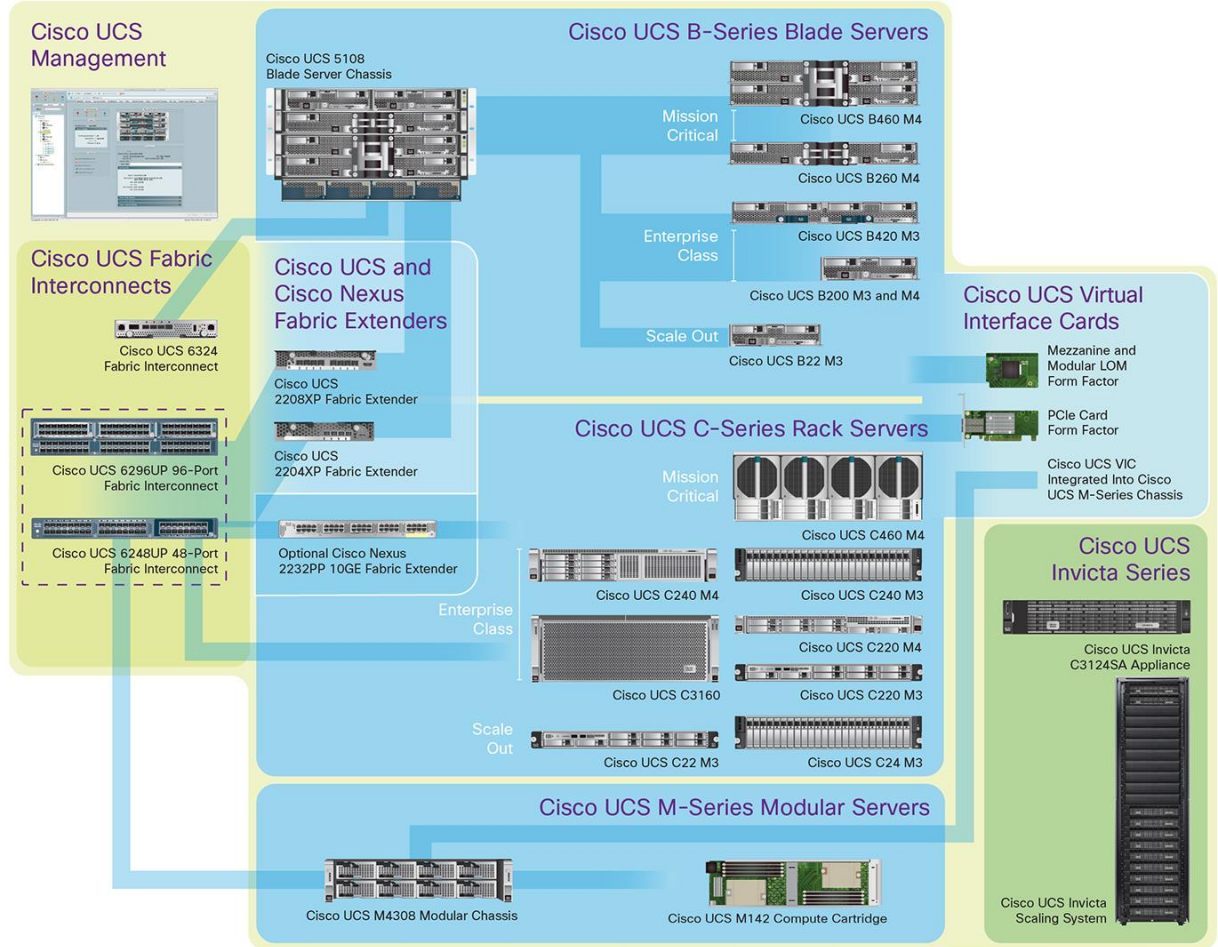 Cisco UCS
Management
Cisco UCS B-Series Blade Servers
Cisco UCS 5108
Blade Server Chassis
Mission
Critical
Cisco UCS B460 M4
Cisco UCS B260 M4
Enterprise
Class
Cisco UCS B420 M3
Cisco UCS B200 M3 and M4
Scale Out
Cisco UCS B22 M3
Cisco UCS Fabric
Interconnects
Cisco UCS 6324
Fabric Interconnect
Cisco UCS 6296UP 96-Port
Fabric Interconnect
Cisco UCS 6248UP 48-Port
Fabric Interconnect
Cisco UCS and
Cisco Nexus
Fabric Extenders
Cisco UCS
2208XP Fabric Extender
Cisco UCS
2204XP Fabric Extender
Optional Cisco Nexus
2232PP 10GE Fabric Extender
Cisco UCS Virtual
Interface Cards
Mezzanine and
Modular LOM
Form Factor
PCIe Card
Form Factor
Cisco UCS VIC
Integrated Into Cisco
UCS M-Series Chassis
Cisco UCS C-Series Rack Servers
Mission
Critical
Cisco UCS C460 M4
Enterprise
Class
Cisco UCS C240 M4
Cisco UCS C240 M3
Cisco UCS C220 M4
Cisco UCS C3160
Cisco UCS C220 M3
Scale
Out
Cisco UCS C22 M3
Cisco UCS C24 M3
Cisco UCS
Invicta Series
Cisco UCS Invicta
C3124SA Appliance
Cisco UCS Invicta
Scaling System
Cisco UCS M-Series Modular Servers
Cisco UCS M4308 Modular Chassis
Cisco UCS M142 Compute Cartridge